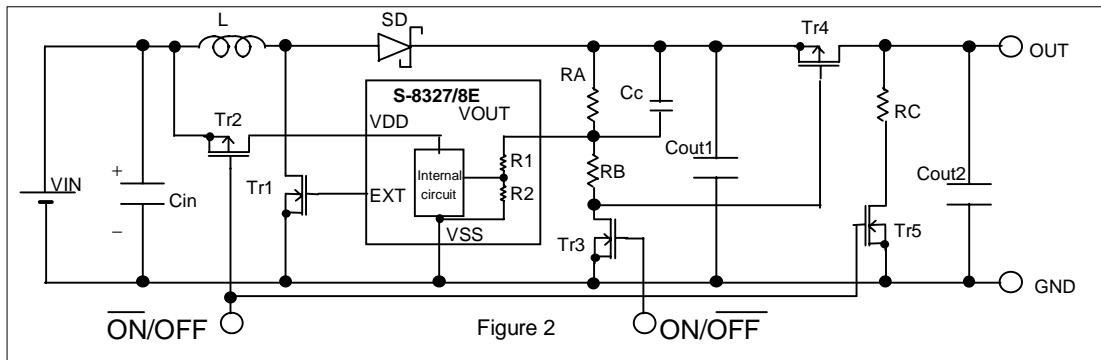 L
SD
Tr4
OUT
RA
Cc
S-8327/8E
VOUT
RC
Tr2
VDD
R1
Cout1
Internal
circuit
RB
Cout2
VIN
+
Cin
−
Tr1
EXT
R2
VSS
Tr3
Tr5
GND
ON/OFF
Figure 2
ON/OFF